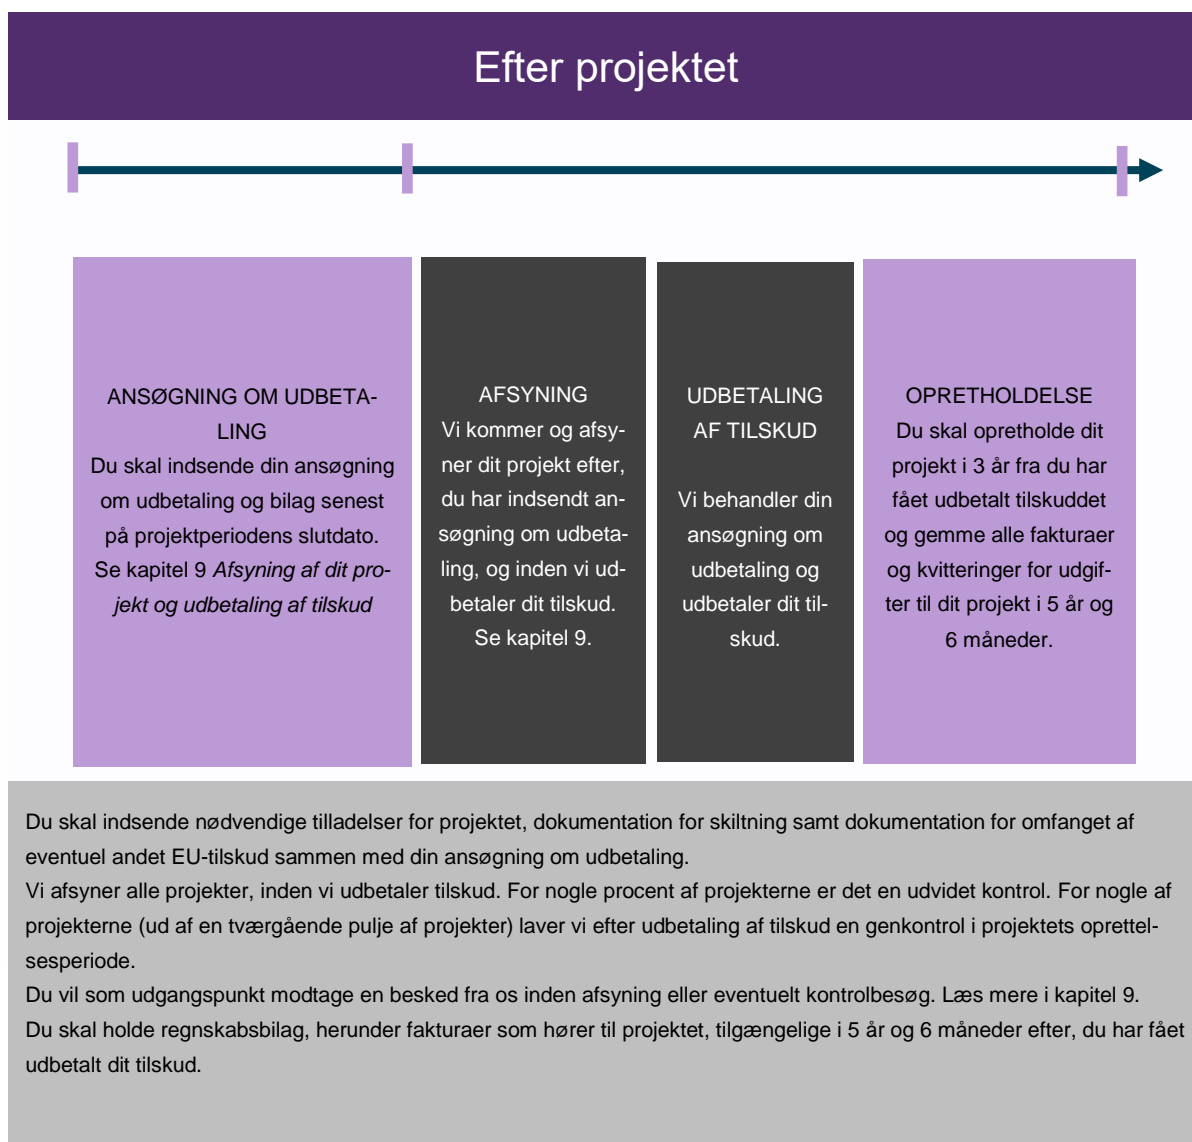 Efter projektet
ANSØGNING OM UDBETA-
LING
Du skal indsende din ansøgning
om udbetaling og bilag senest
på projektperiodens slutdato.
Se kapitel 9 Afsyning af dit pro-
jekt og udbetaling af tilskud
AFSYNING
Vi kommer og afsy-
ner dit projekt efter,
du har indsendt an-
søgning om udbeta-
ling, og inden vi ud-
betaler dit tilskud.
Se kapitel 9.
UDBETALING
AF TILSKUD
Vi behandler din
ansøgning om
udbetaling og
udbetaler dit til-
skud.
OPRETHOLDELSE
Du skal opretholde dit
projekt i 3 år fra du har
fået udbetalt tilskuddet
og gemme alle fakturaer
og kvitteringer for udgif-
ter til dit projekt i 5 år og
6 måneder.
Du skal indsende nødvendige tilladelser for projektet, dokumentation for skiltning samt dokumentation for omfanget af
eventuel andet EU-tilskud sammen med din ansøgning om udbetaling.
Vi afsyner alle projekter, inden vi udbetaler tilskud. For nogle procent af projekterne er det en udvidet kontrol. For nogle af
projekterne (ud af en tværgående pulje af projekter) laver vi efter udbetaling af tilskud en genkontrol i projektets oprettel-
sesperiode.
Du vil som udgangspunkt modtage en besked fra os inden afsyning eller eventuelt kontrolbesøg. Læs mere i kapitel 9.
Du skal holde regnskabsbilag, herunder fakturaer som hører til projektet, tilgængelige i 5 år og 6 måneder efter, du har fået
udbetalt dit tilskud.